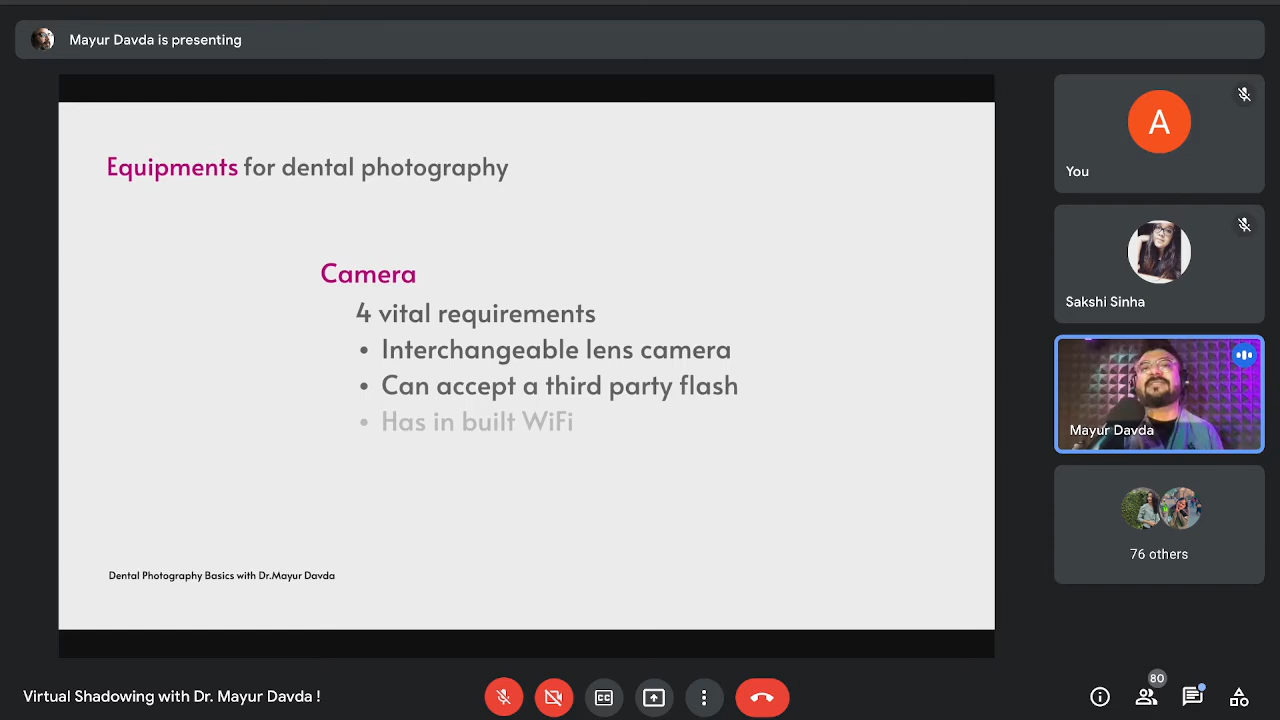 Mayur Davda is presenting
Equipments for dental photography
Camera
4 vital requirements
• Interchangeable lens camera
• Can accept a third party flash
• Has in built WiFi
Dental Photography Basics with Dr.Mayur Davda
A
You
Sakshi Sinha
Mayur Davda
76 others
Virtual Shadowing with Dr. Mayur Davda !
CC
80